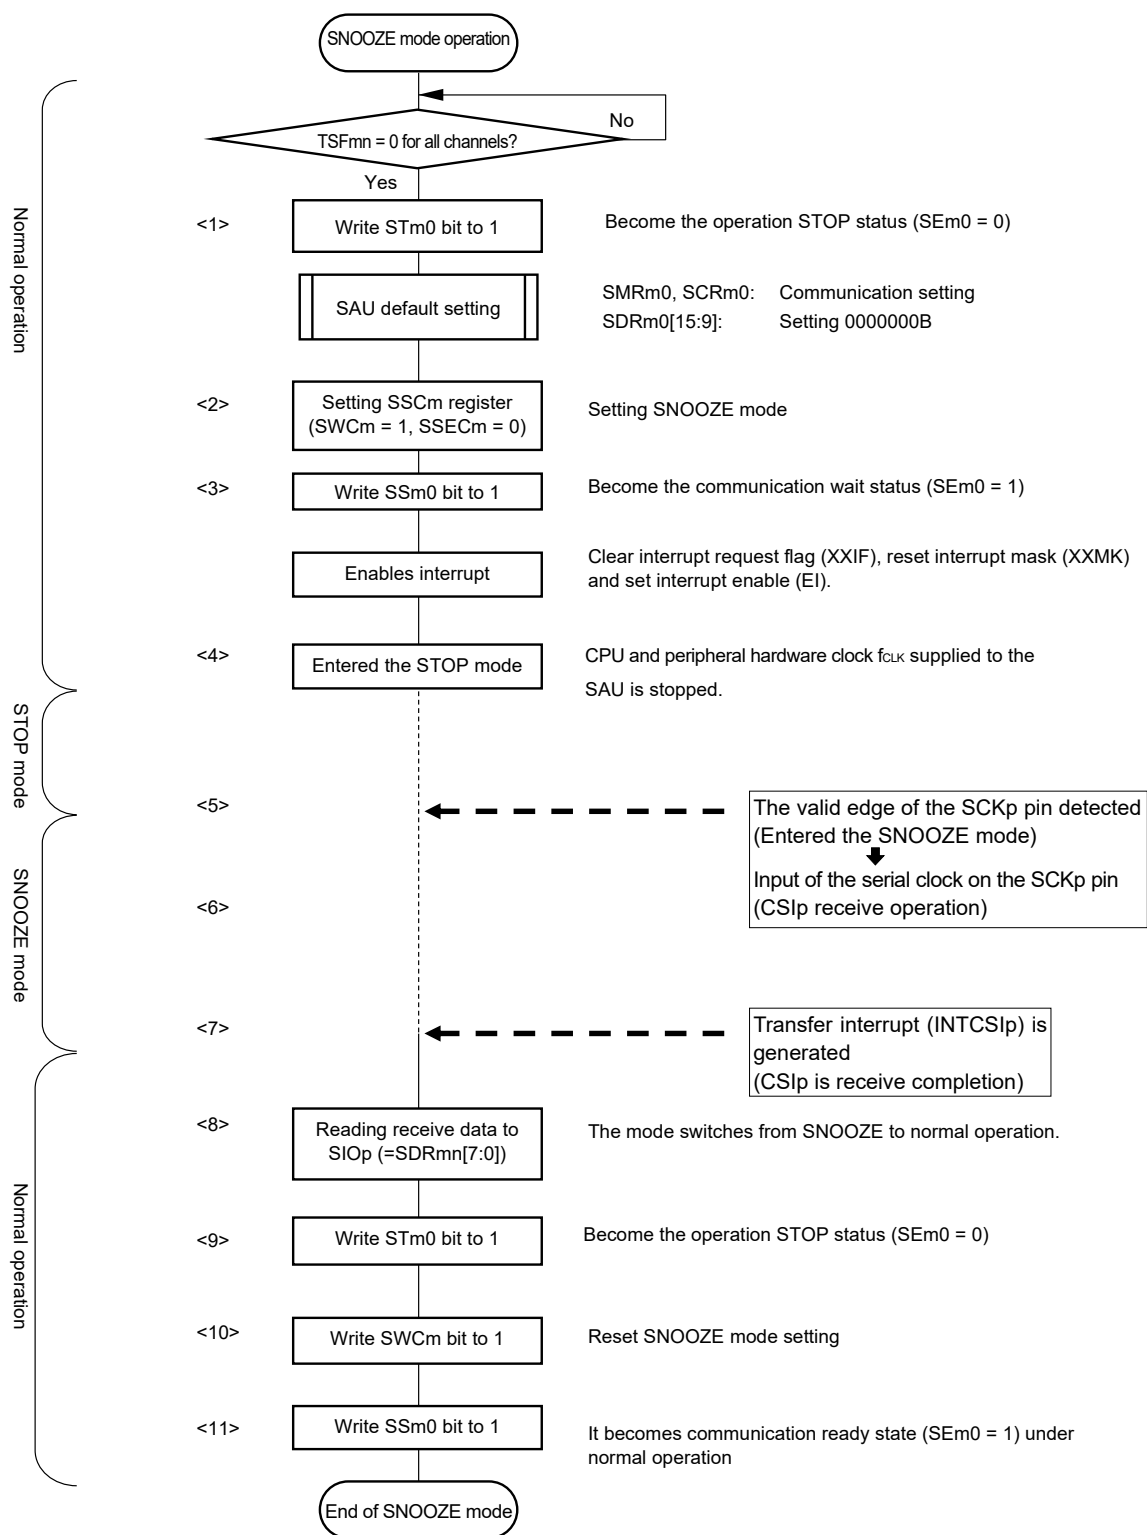 SNOOZE mode operation
No
TSFmn = 0 for all channels?
Yes
Normal operation
<1>
Write STm0 bit to 1
Become the operation STOP status (SEm0 = 0)
SAU default setting
SMRm0, SCRm0: Communication setting
SDRm0[15:9]: Setting 0000000B
<2>
Setting SSCm register
(SWCm = 1, SSECm = 0)
Setting SNOOZE mode
<3>
Write SSm0 bit to 1
Become the communication wait status (SEm0 = 1)
Enables interrupt
Clear interrupt request flag (XXIF), reset interrupt mask (XXMK)
and set interrupt enable (EI).
<4>
Entered the STOP mode
CPU and peripheral hardware clock fCLK supplied to the
SAU is stopped.
STOP mode
<5>
The valid edge of the SCKp pin detected
(Entered the SNOOZE mode)
Input of the serial clock on the SCKp pin
(CSIp receive operation)
SNOOZE mode
<6>
<7>
Transfer interrupt (INTCSIp) is
generated
(CSIp is receive completion)
Normal operation
<8>
Reading receive data to
SIOp (=SDRmn[7:0])
The mode switches from SNOOZE to normal operation.
<9>
Write STm0 bit to 1
Become the operation STOP status (SEm0 = 0)
<10>
Write SWCm bit to 1
Reset SNOOZE mode setting
<11>
Write SSm0 bit to 1
It becomes communication ready state (SEm0 = 1) under
normal operation
End of SNOOZE mode